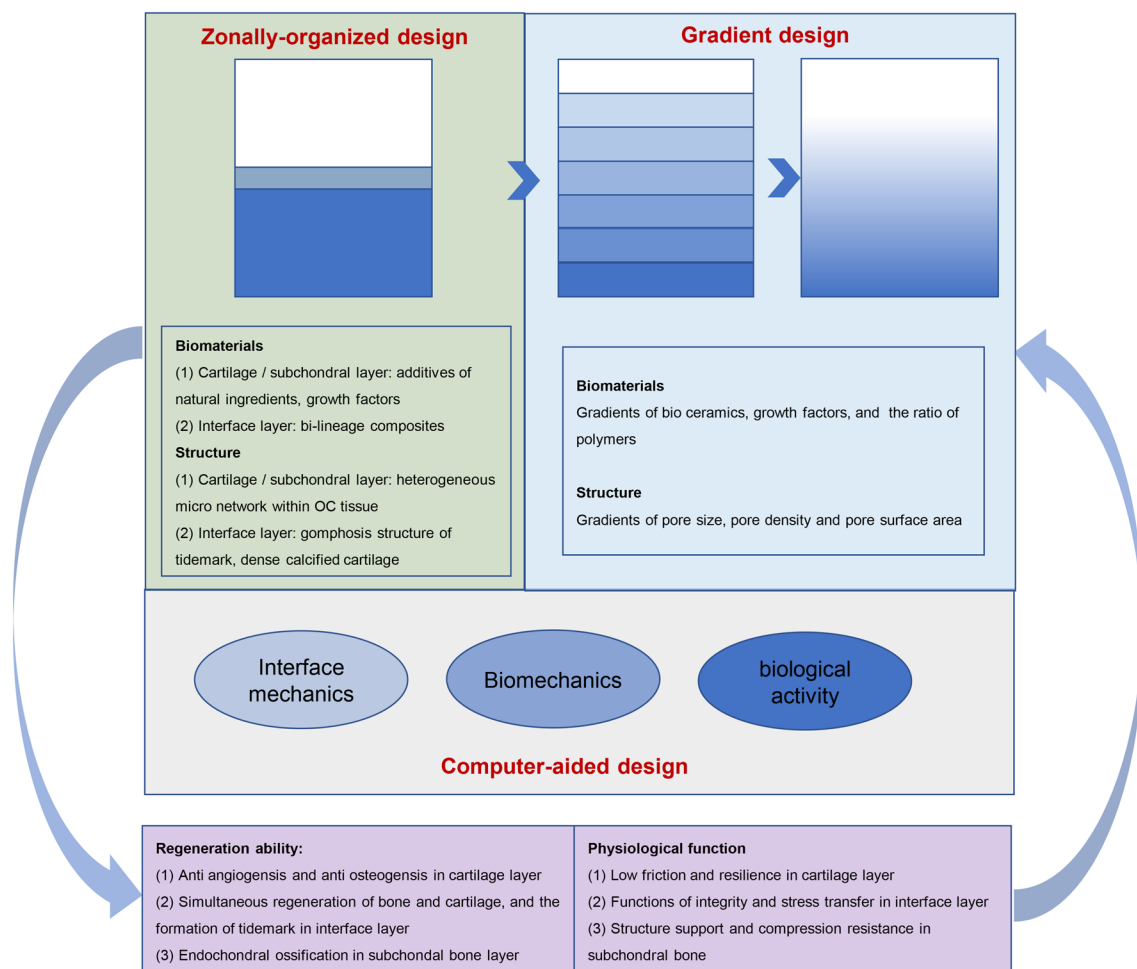 Zonally-organized design
Gradient design
Biomaterials
(1) Cartilage / subchondral layer: additives of
natural ingredients, growth factors
(2) Interface layer: bi-lineage composites
Structure
(1) Cartilage / subchondral layer: heterogeneous
micro network within OC tissue
(2) Interface layer: gomphosis structure of
tidemark, dense calcified cartilage
Biomaterials
Gradients of bio ceramics, growth factors, and the ratio of
polymers
Structure
Gradients of pore size, pore density and pore surface area
Interface
mechanics
Biomechanics
biological
activity
Computer-aided design
Regeneration ability:
(1) Anti angiogensis and anti osteogensis in cartilage layer
(2) Simultaneous regeneration of bone and cartilage, and the
formation of tidemark in interface layer
(3) Endochondral ossification in subchondal bone layer
Physiological function
(1) Low friction and resilience in cartilage layer
(2) Functions of integrity and stress transfer in interface layer
(3) Structure support and compression resistance in
subchondral bone